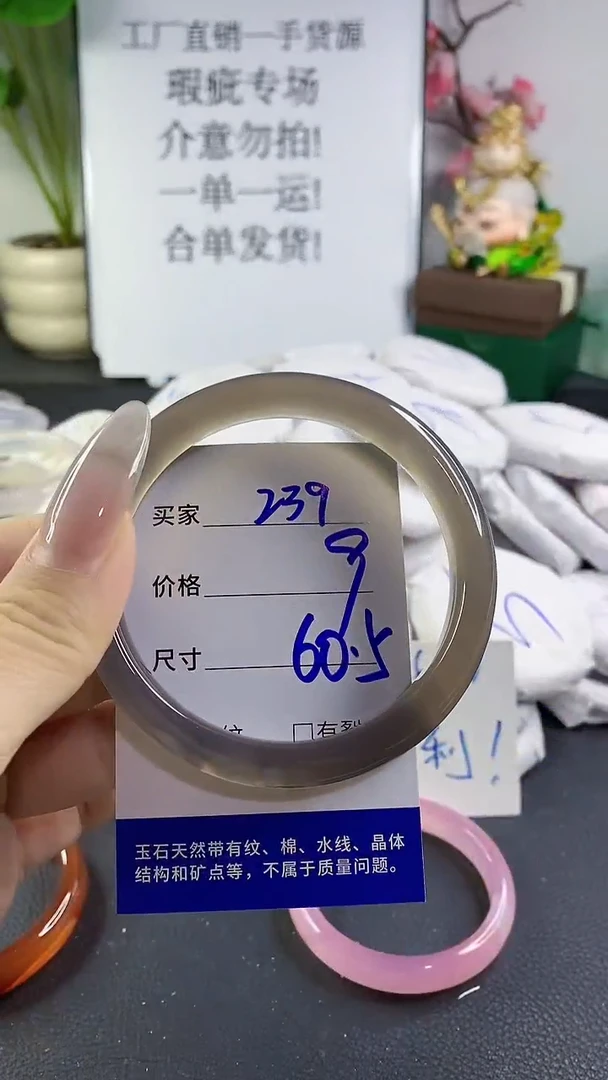 工厂直销一手货源
瑕疵专场
介意勿拍!
一单一运!
合单发货!
买家 239
价格
尺寸 60.5
纹 □有裂
利!
玉石天然带有纹、棉、水线、晶体
结构和矿点等，不属于质量问题。